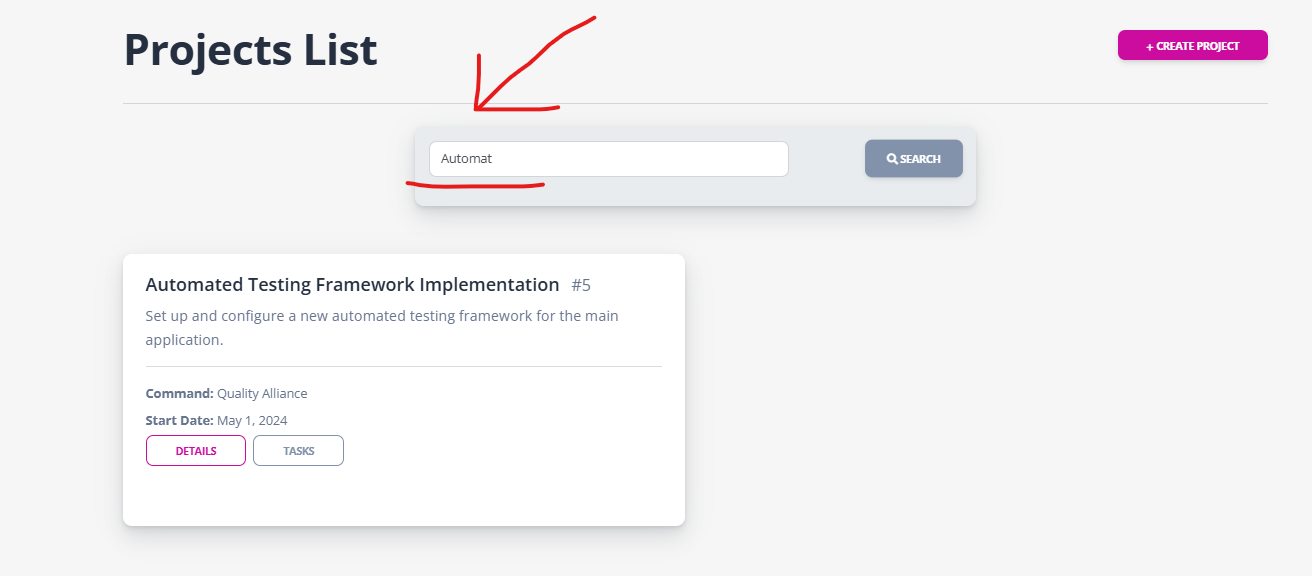 Projects List
+ CREATE PROJECT
Automat
SEARCH
Automated Testing Framework Implementation #5
Set up and configure a new automated testing framework for the main
application.
Command: Quality Alliance
Start Date: May 1, 2024
DETAILS TASKS